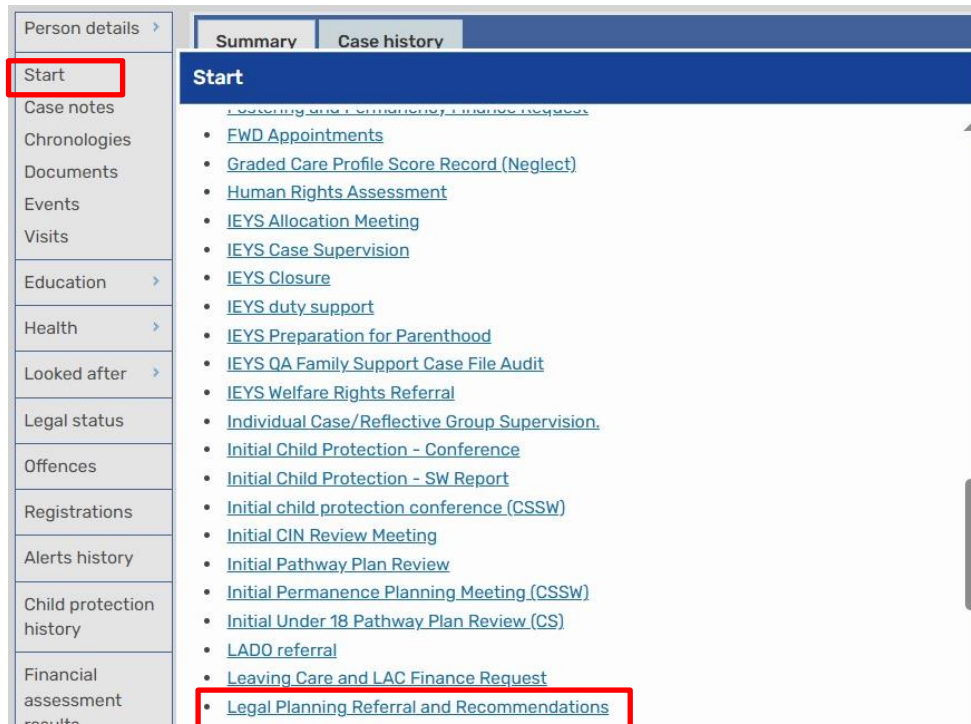 Person details
Start
Case notes
Chronologies
Documents
Events
Visits
Education
Health
Looked after
Legal status
Offences
Registrations
Alerts history
Child protection
history
Financial
assessment
results
Summary
Case history
Start
Fostering and Permanency Finance Request
FWD Appointments
Graded Care Profile Score Record (Neglect)
Human Rights Assessment
IEYS Allocation Meeting
IEYS Case Supervision
IEYS Closure
IEYS duty support
IEYS Preparation for Parenthood
IEYS QA Family Support Case File Audit
IEYS Welfare Rights Referral
Individual Case/Reflective Group Supervision.
Initial Child Protection - Conference
Initial Child Protection - SW Report
Initial child protection conference (CSSW)
Initial CIN Review Meeting
Initial Pathway Plan Review
Initial Permanence Planning Meeting (CSSW)
Initial Under 18 Pathway Plan Review (CS)
LADO referral
Leaving Care and LAC Finance Request
Legal Planning Referral and Recommendations